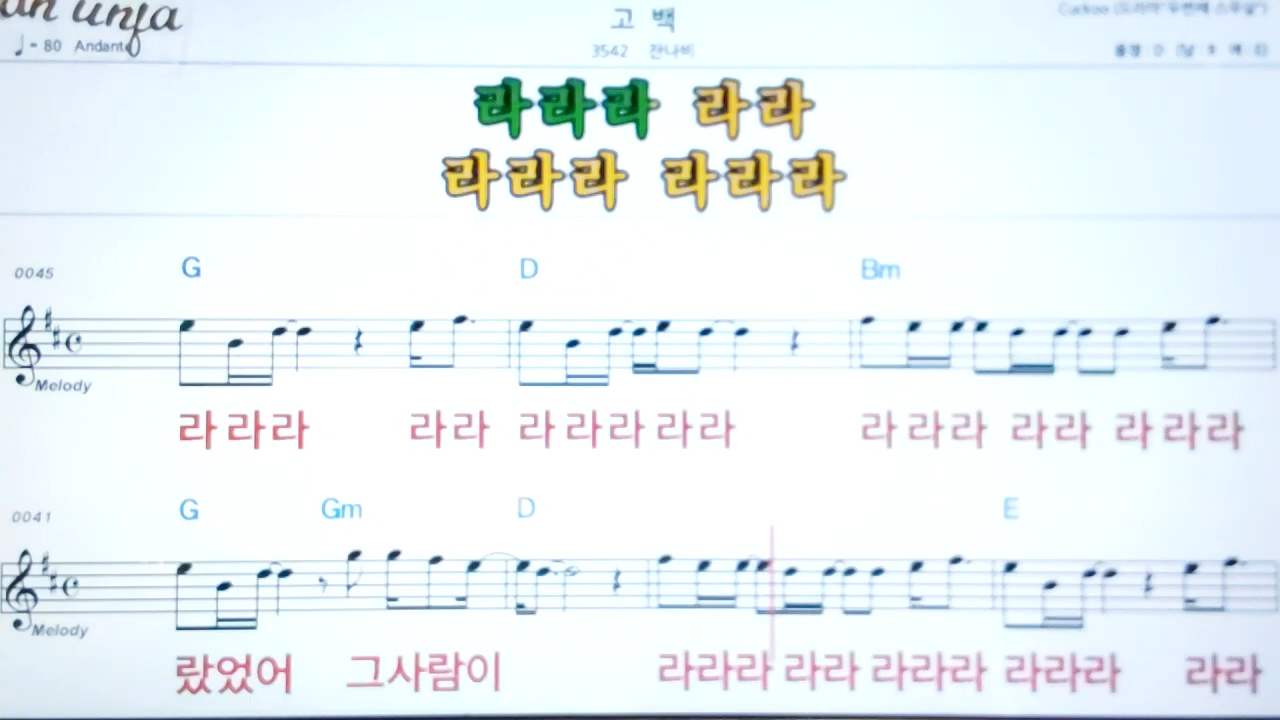 고 백
♩= 80 Andante
3542 잔나비
라라라 라라
라라라 라라라
0045 G D Bm
Melody
라 라 라 라 라 라 라 라 라 라 라 라 라 라 라 라 라 라
0041 G Gm D E
Melody
랐었어 그사람이 라라라 라라 라라라 라라라 라라